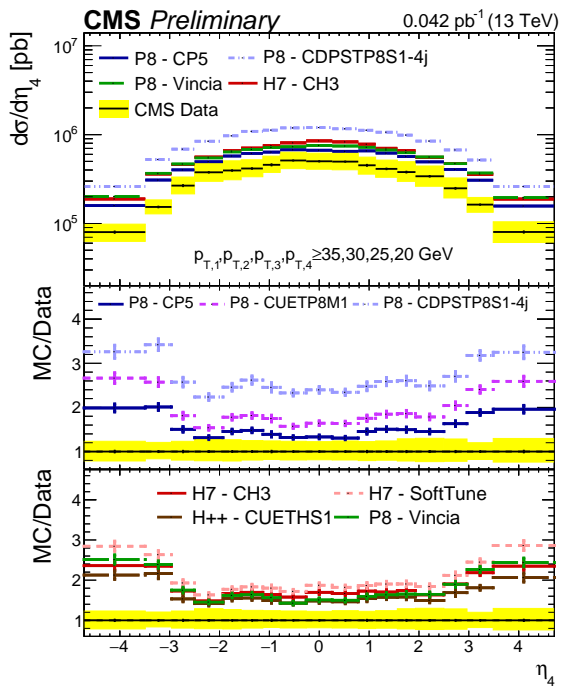 CMS Preliminary 0.042 pb⁻¹ (13 TeV)
dσ/dη₄ [pb]
10⁷
10⁶
10⁵
P8 - CP5 P8 - CDPSTP8S1-4j
P8 - Vincia H7 - CH3
CMS Data
p_T,1,p_T,2,p_T,3,p_T,4≥35,30,25,20 GeV
MC/Data
4
3
2
1
P8 - CP5 P8 - CUETP8M1 P8 - CDPSTP8S1-4j
MC/Data
4
3
2
1
H7 - CH3 H7 - SoftTune
H++ - CUETHS1 P8 - Vincia
−4 −3 −2 −1 0 1 2 3 4
η₄